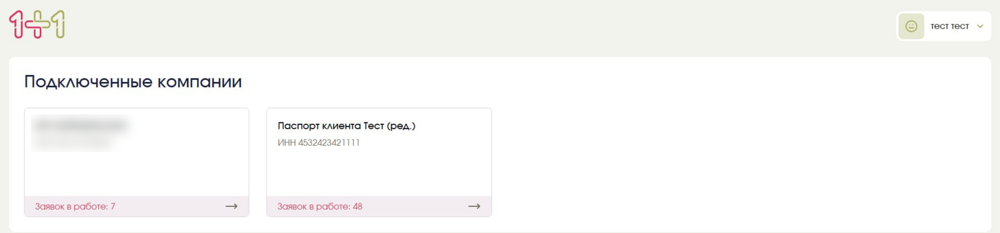 1+1
тест тест
Подключенные компании
Паспорт клиента Тест (ред.)
ИНН 4532423421111
Заявок в работе: 7
Заявок в работе: 48